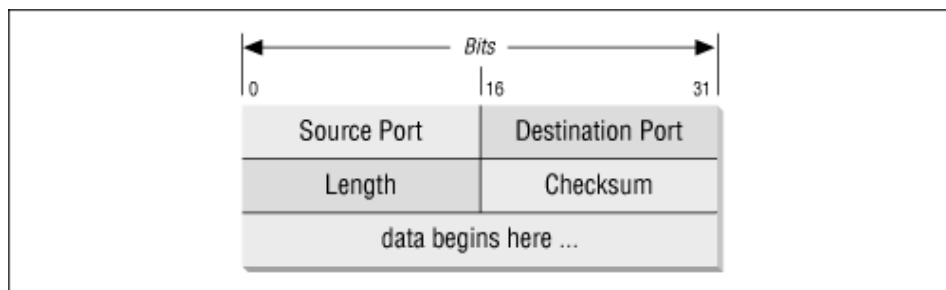 Bits
0 16 31
Source Port Destination Port
Length Checksum
data begins here ...